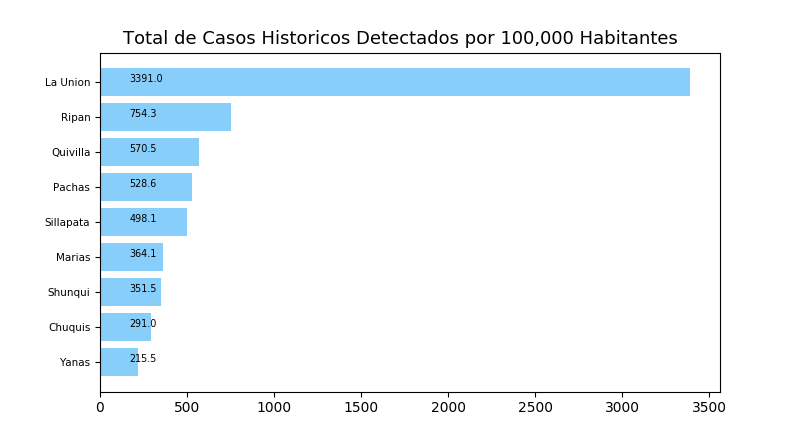 Total de Casos Historicos Detectados por 100,000 Habitantes
La Union 3391.0
Ripan 754.3
Quivilla 570.5
Pachas 528.6
Sillapata 498.1
Marias 364.1
Shunqui 351.5
Chuquis 291.0
Yanas 215.5
0 500 1000 1500 2000 2500 3000 3500